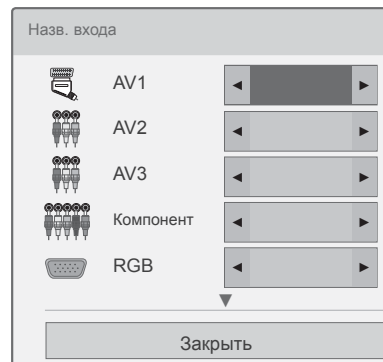 Назв. входа
AV1
AV2
AV3
Компонент
RGB
Закрыть